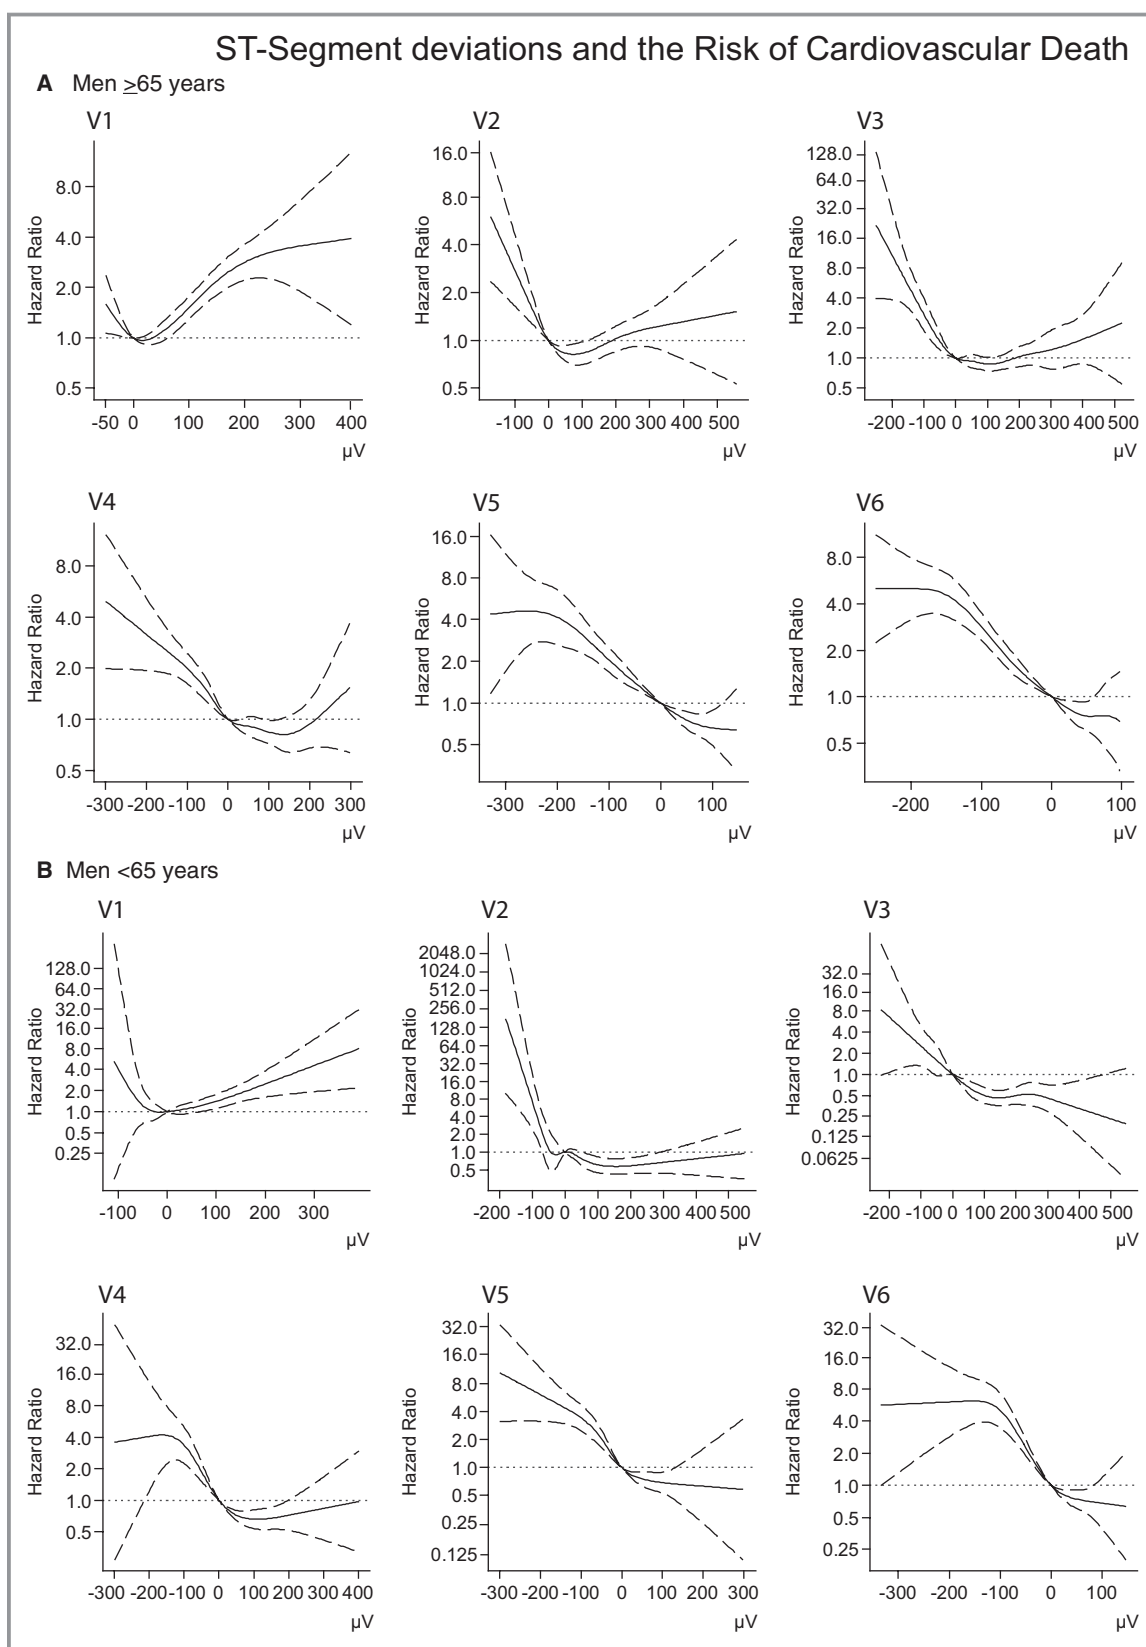 ST-Segment deviations and the Risk of Cardiovascular Death
A Men ≥65 years
V1
Hazard Ratio
8.0
4.0
2.0
1.0
0.5
-50 0 100 200 300 400
µV
V2
Hazard Ratio
16.0
8.0
4.0
2.0
1.0
0.5
-100 0 100 200 300 400 500
µV
V3
Hazard Ratio
128.0
64.0
32.0
16.0
8.0
4.0
2.0
1.0
0.5
-200 -100 0 100 200 300 400 500
µV
V4
Hazard Ratio
8.0
4.0
2.0
1.0
0.5
-300 -200 -100 0 100 200 300
µV
V5
Hazard Ratio
16.0
8.0
4.0
2.0
1.0
0.5
-300 -200 -100 0 100
µV
V6
Hazard Ratio
8.0
4.0
2.0
1.0
0.5
-200 -100 0 100
µV
B Men <65 years
V1
Hazard Ratio
128.0
64.0
32.0
16.0
8.0
4.0
2.0
1.0
0.5
0.25
-100 0 100 200 300
µV
V2
Hazard Ratio
2048.0
1024.0
512.0
256.0
128.0
64.0
32.0
16.0
8.0
4.0
2.0
1.0
0.5
-200 -100 0 100 200 300 400 500
µV
V3
Hazard Ratio
32.0
16.0
8.0
4.0
2.0
1.0
0.5
0.25
0.125
0.0625
-200 -100 0 100 200 300 400 500
µV
V4
Hazard Ratio
32.0
16.0
8.0
4.0
2.0
1.0
0.5
-300 -200 -100 0 100 200 300 400
µV
V5
Hazard Ratio
32.0
16.0
8.0
4.0
2.0
1.0
0.5
0.25
0.125
-300 -200 -100 0 100 200 300
µV
V6
Hazard Ratio
32.0
16.0
8.0
4.0
2.0
1.0
0.5
0.25
-300 -200 -100 0 100
µV